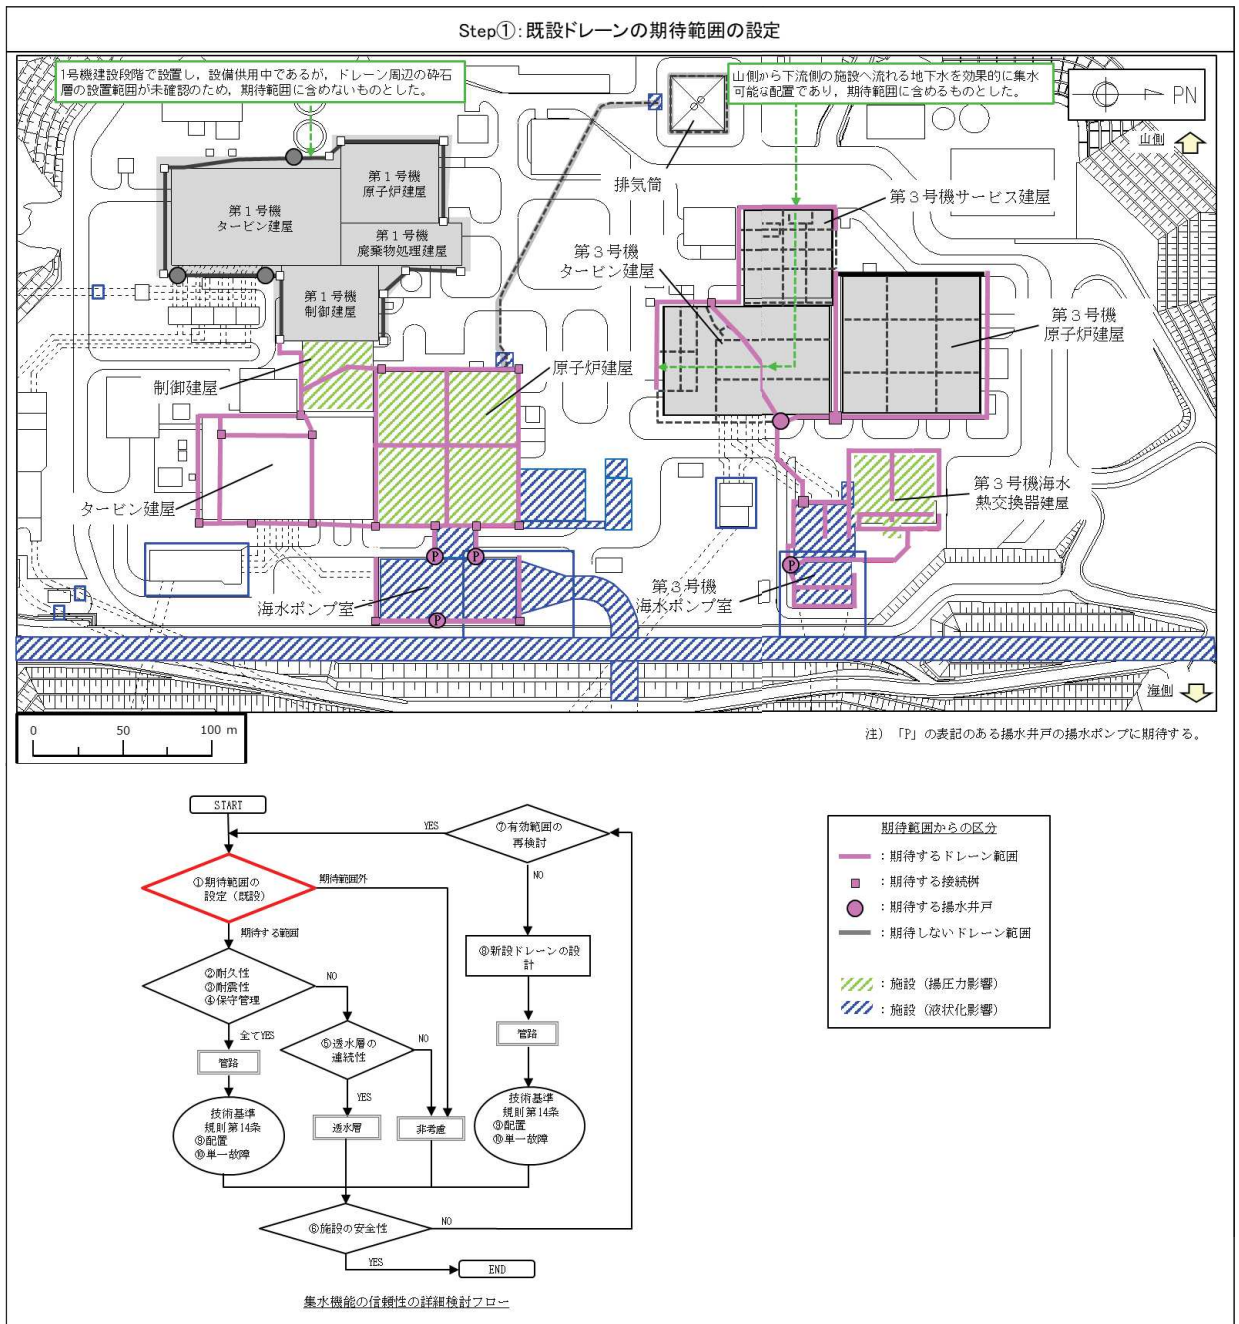 Step①:既設ドレーンの期待範囲の設定
1号機建設段階で設置し，設備供用中であるが，ドレーン周辺の砕石
層の設置範囲が未確認のため，期待範囲に含めないものとした。
山側から下流側の施設へ流れる地下水を効果的に集水
可能な配置であり，期待範囲に含めるものとした。
PN
山側
排気筒
第１号機
原子炉建屋
第１号機
タービン建屋
第１号機
廃棄物処理建屋
第１号機
制御建屋
第３号機サービス建屋
第３号機
タービン建屋
第３号機
原子炉建屋
制御建屋
原子炉建屋
タービン建屋
第３号機海水
熱交換器建屋
P
P
P
P
海水ポンプ室
第３号機
海水ポンプ室
海側
0 50 100 m
注）「P」の表記のある揚水井戸の揚水ポンプに期待する。
START
YES
⑦有効範囲の
再検討
①期待範囲の
設定（既設）
期待範囲外
NO
期待する範囲
②耐久性
③耐震性
④保守管理
NO
⑧新設ドレーンの設
計
全てYES
⑤透水層の
連続性
NO
管路
管路
YES
技術基準
規則第14条
⑨配置
⑩単一故障
透水層
非考慮
技術基準
規則第14条
⑨配置
⑩単一故障
⑥施設の安全性
NO
YES
END
集水機能の信頼性の詳細検討フロー
期待範囲からの区分
：期待するドレーン範囲
：期待する接続桝
：期待する揚水井戸
：期待しないドレーン範囲
：施設（揚圧力影響）
：施設（液状化影響）